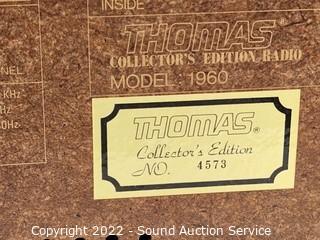 INSIDE
THOMAS®
COLLECTOR'S EDITION RADIO
MODEL: 1960
NEL
KHz
Hz
0Hz
THOMAS®
Collector's Edition
NO. 4573
Copyright 2022 - Sound Auction Service